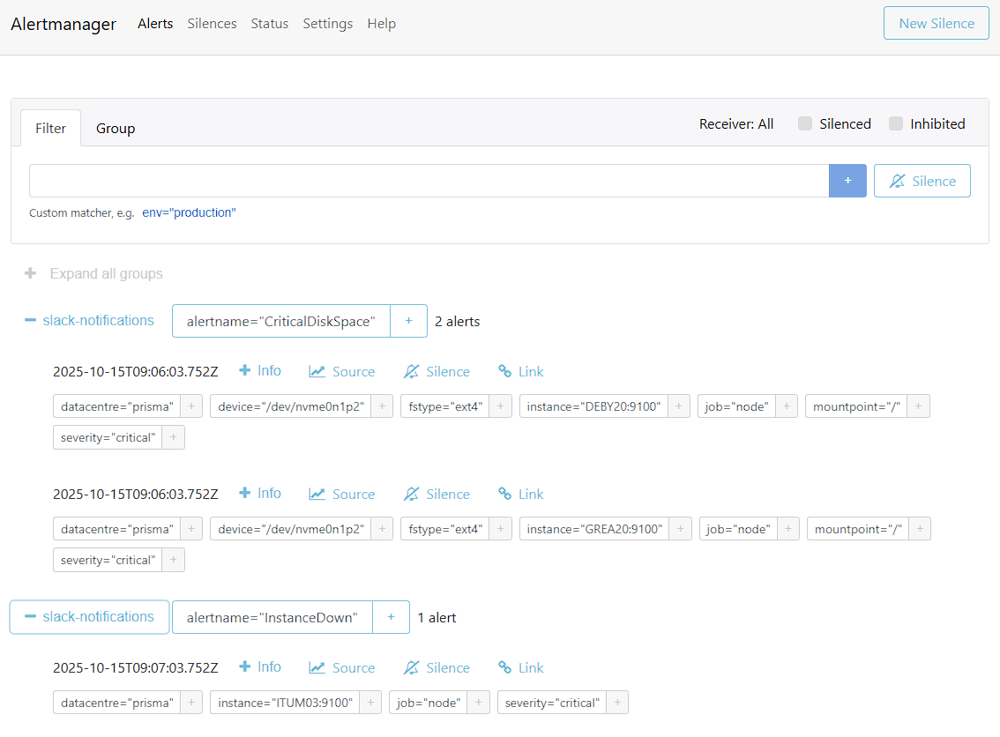 Alertmanager Alerts Silences Status Settings Help New Silence
Filter Group Receiver: All Silenced Inhibited
+ Silence
Custom matcher, e.g. env="production"
+ Expand all groups
− slack-notifications alertname="CriticalDiskSpace" + 2 alerts
2025-10-15T09:06:03.752Z + Info Source Silence Link
datacentre="prisma" + device="/dev/nvme0n1p2" + fstype="ext4" + instance="DEBY20:9100" + job="node" + mountpoint="/" +
severity="critical" +
2025-10-15T09:06:03.752Z + Info Source Silence Link
datacentre="prisma" + device="/dev/nvme0n1p2" + fstype="ext4" + instance="GREA20:9100" + job="node" + mountpoint="/" +
severity="critical" +
− slack-notifications alertname="InstanceDown" + 1 alert
2025-10-15T09:07:03.752Z + Info Source Silence Link
datacentre="prisma" + instance="ITUM03:9100" + job="node" + severity="critical" +